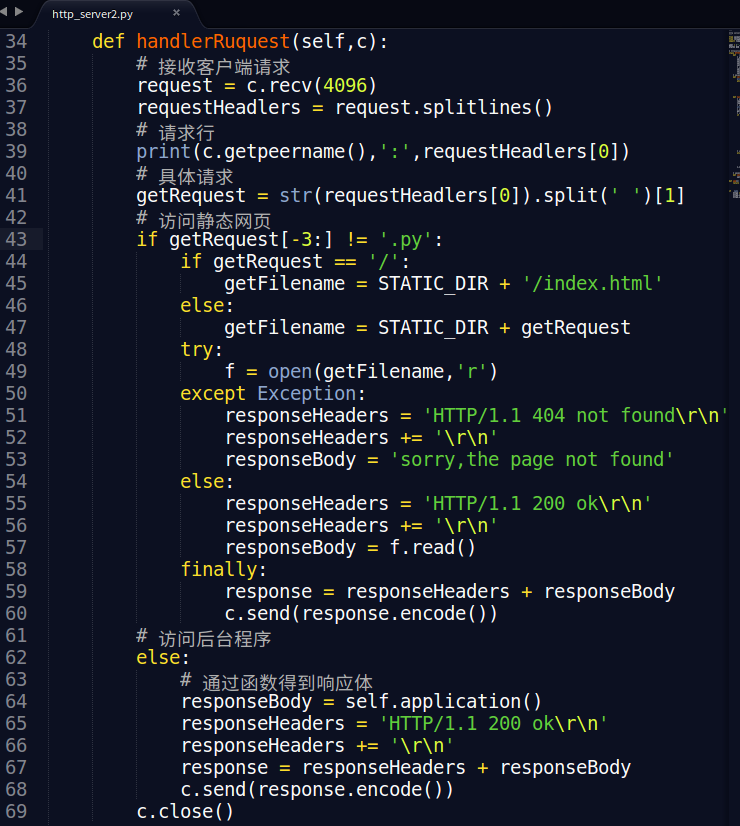 http_server2.py ×
34 def handlerRuquest(self,c):
35 # 接收客户端请求
36 request = c.recv(4096)
37 requestHeadlers = request.splitlines()
38 # 请求行
39 print(c.getpeername(),':',requestHeadlers[0])
40 # 具体请求
41 getRequest = str(requestHeadlers[0]).split(' ')[1]
42 # 访问静态网页
43 if getRequest[-3:] != '.py':
44 if getRequest == '/':
45 getFilename = STATIC_DIR + '/index.html'
46 else:
47 getFilename = STATIC_DIR + getRequest
48 try:
49 f = open(getFilename,'r')
50 except Exception:
51 responseHeaders = 'HTTP/1.1 404 not found\r\n'
52 responseHeaders += '\r\n'
53 responseBody = 'sorry,the page not found'
54 else:
55 responseHeaders = 'HTTP/1.1 200 ok\r\n'
56 responseHeaders += '\r\n'
57 responseBody = f.read()
58 finally:
59 response = responseHeaders + responseBody
60 c.send(response.encode())
61 # 访问后台程序
62 else:
63 # 通过函数得到响应体
64 responseBody = self.application()
65 responseHeaders = 'HTTP/1.1 200 ok\r\n'
66 responseHeaders += '\r\n'
67 response = responseHeaders + responseBody
68 c.send(response.encode())
69 c.close()